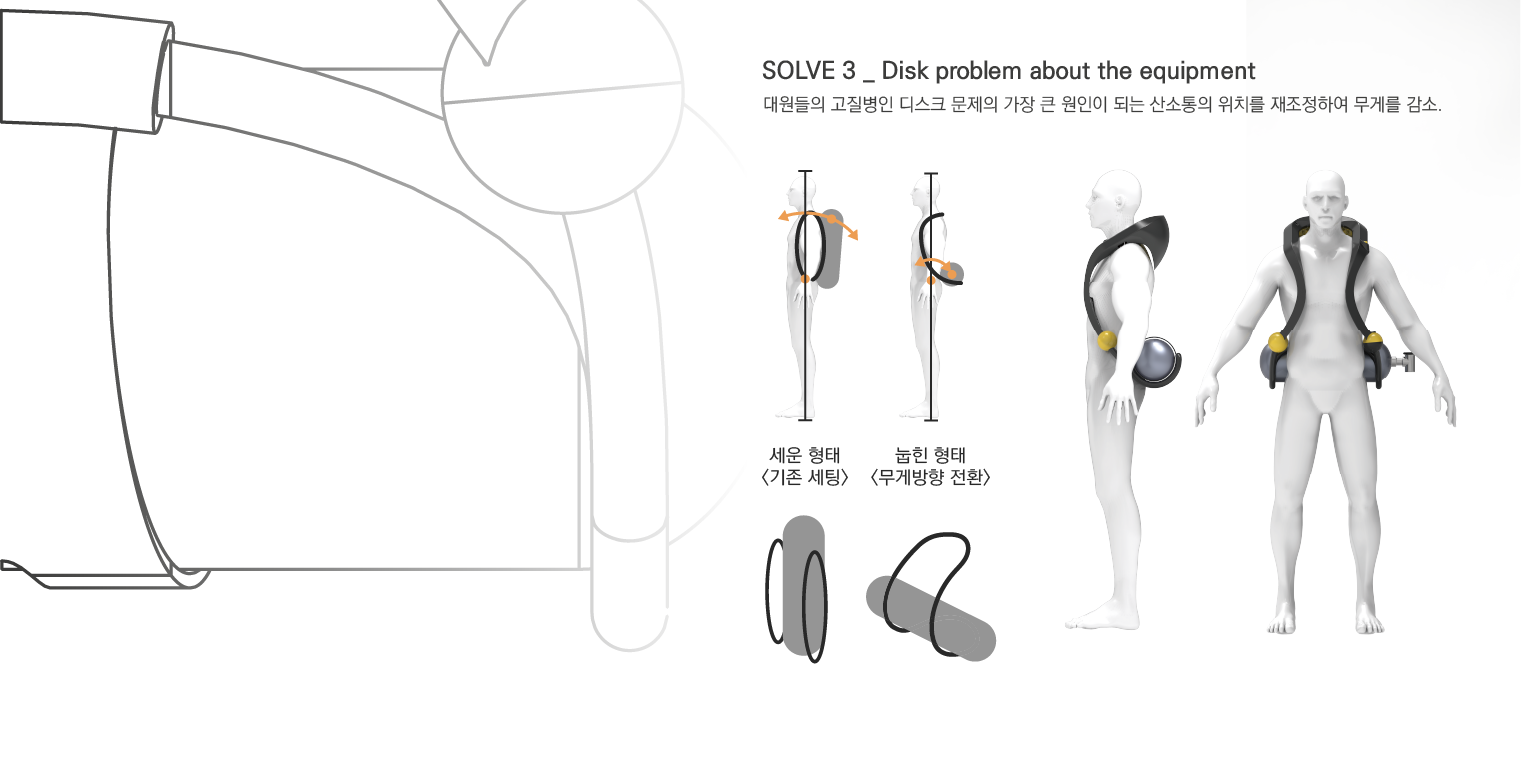 SOLVE 3 _ Disk problem about the equipment
대원들의 고질병인 디스크 문제의 가장 큰 원인이 되는 산소통의 위치를 재조정하여 무게를 감소.
세운 형태
〈기존 세팅〉
눕힌 형태
〈무게방향 전환〉